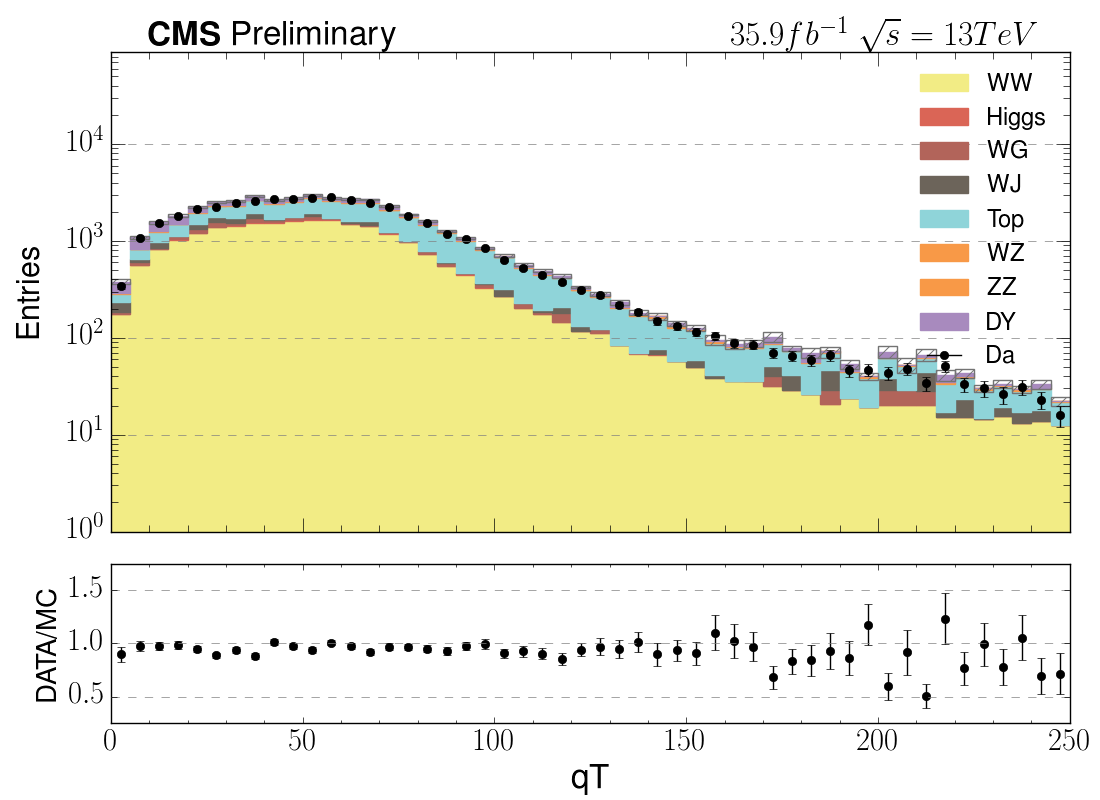 CMS Preliminary 35.9fb⁻¹ √s = 13TeV
Entries
10⁴
10³
10²
10¹
10⁰
WW
Higgs
WG
WJ
Top
WZ
ZZ
DY
Da
DATA/MC
1.5
1.0
0.5
0 50 100 150 200 250
qT